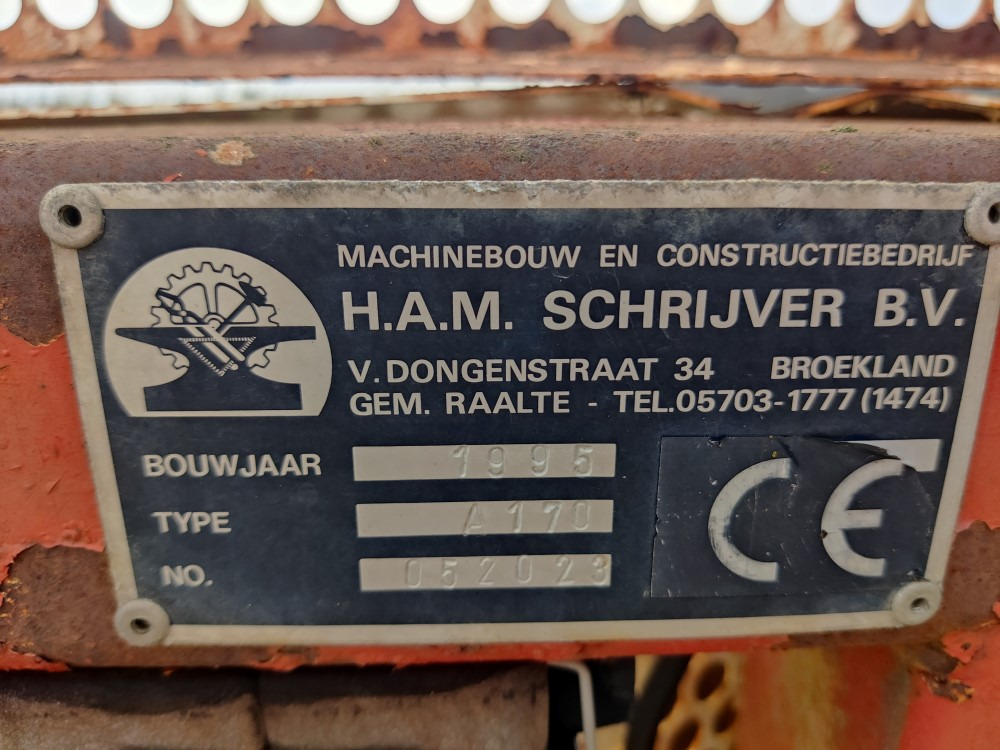 MACHINEBOUW EN CONSTRUCTIEBEDRIJF
H.A.M. SCHRIJVER B.V.
V. DONGENSTRAAT 34 BROEKLAND
GEM. RAALTE - TEL.05703-1777 (1474)
BOUWJAAR 1995
TYPE A170
NO. 052023
CE